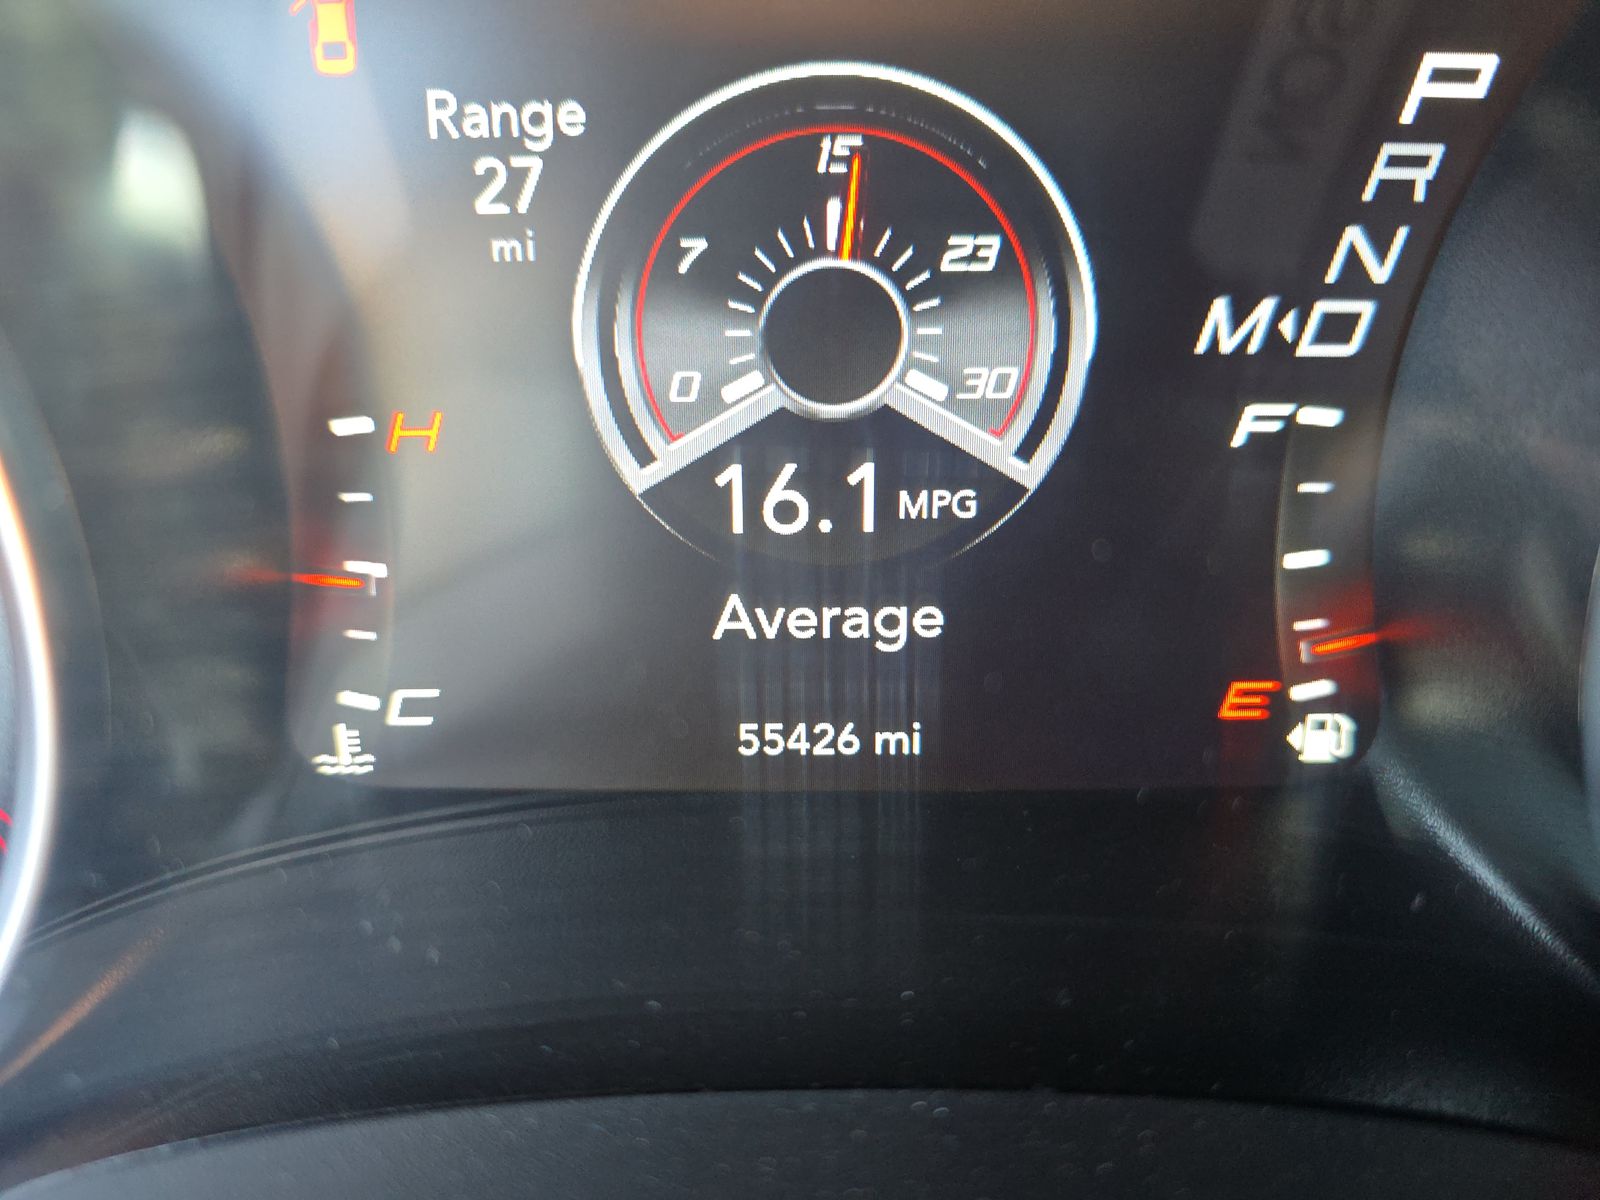 Range
27
mi
0
7
15
23
30
16.1 MPG
Average
55426 mi
H
C
P
R
N
M D
F
E